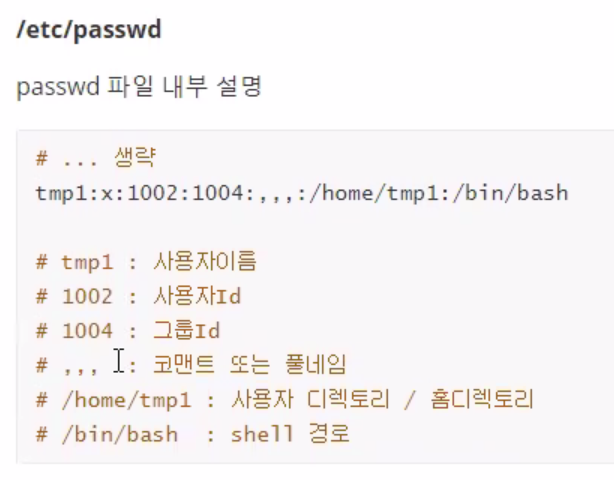 /etc/passwd
passwd 파일 내부 설명
# ... 생략
tmp1:x:1002:1004:,,,:/home/tmp1:/bin/bash
# tmp1 : 사용자이름
# 1002 : 사용자Id
# 1004 : 그룹Id
# ,,, : 코맨트 또는 풀네임
# /home/tmp1 : 사용자 디렉토리 / 홈디렉토리
# /bin/bash  : shell 경로